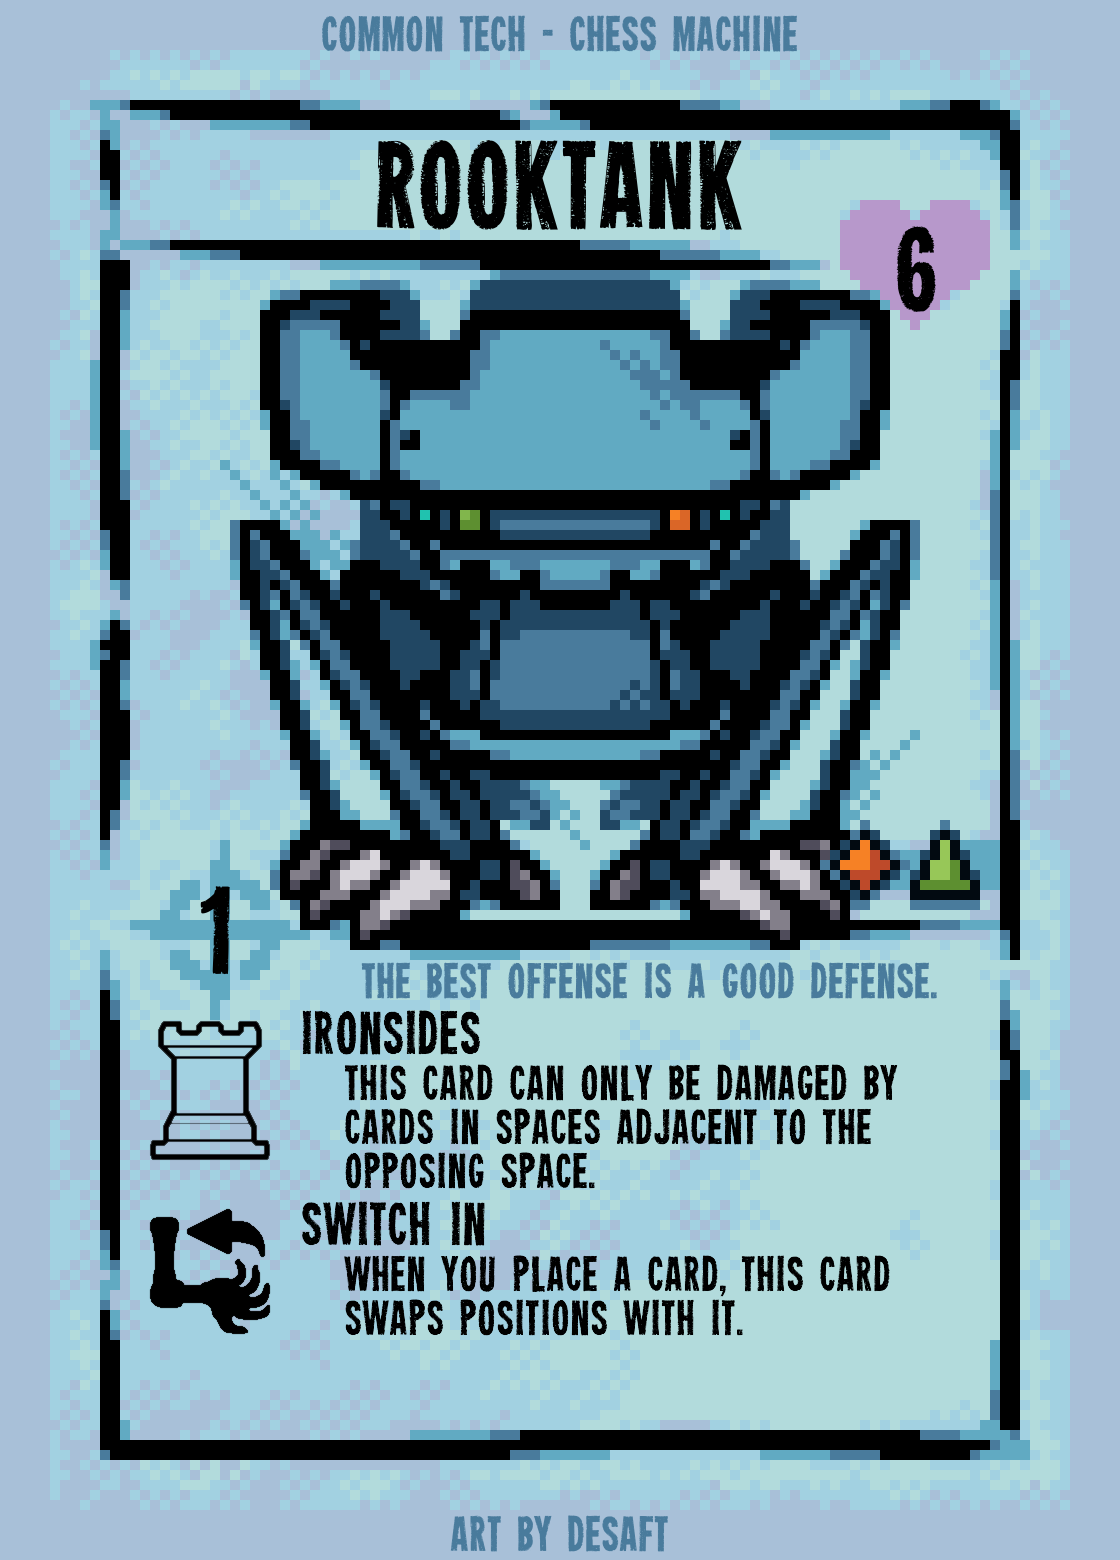 COMMON TECH - CHESS MACHINE
ROOKTANK
6
1
THE BEST OFFENSE IS A GOOD DEFENSE.
IRONSIDES
THIS CARD CAN ONLY BE DAMAGED BY
CARDS IN SPACES ADJACENT TO THE
OPPOSING SPACE.
SWITCH IN
WHEN YOU PLACE A CARD, THIS CARD
SWAPS POSITIONS WITH IT.
ART BY DESAFT